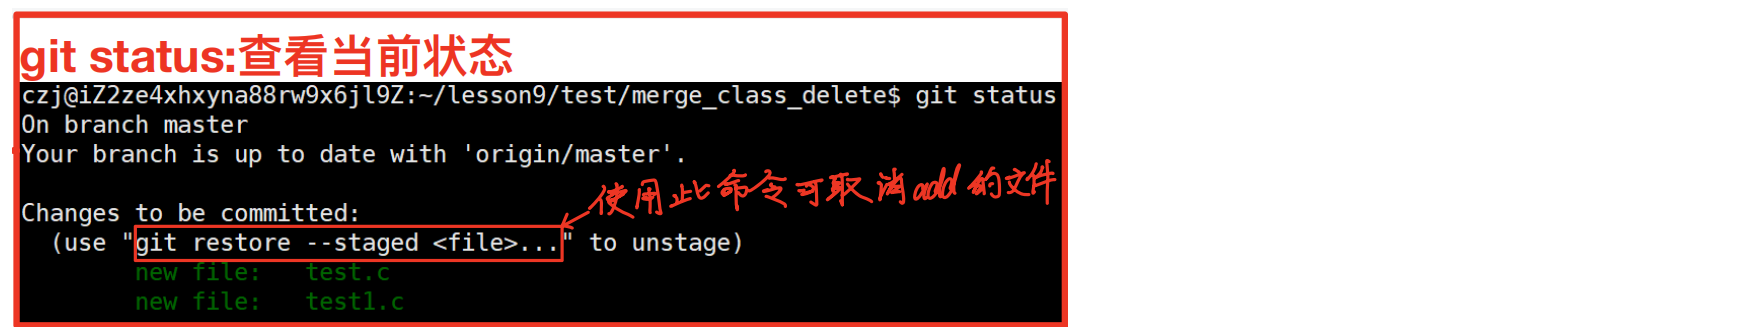 git status:查看当前状态
czj@iZ2ze4xhxyna88rw9x6jl9Z:~/lesson9/test/merge_class_delete$ git status
On branch master
Your branch is up to date with 'origin/master'.
使用此命令可取消add的文件
Changes to be committed:
(use "git restore --staged <file>..." to unstage)
new file: test.c
new file: test1.c